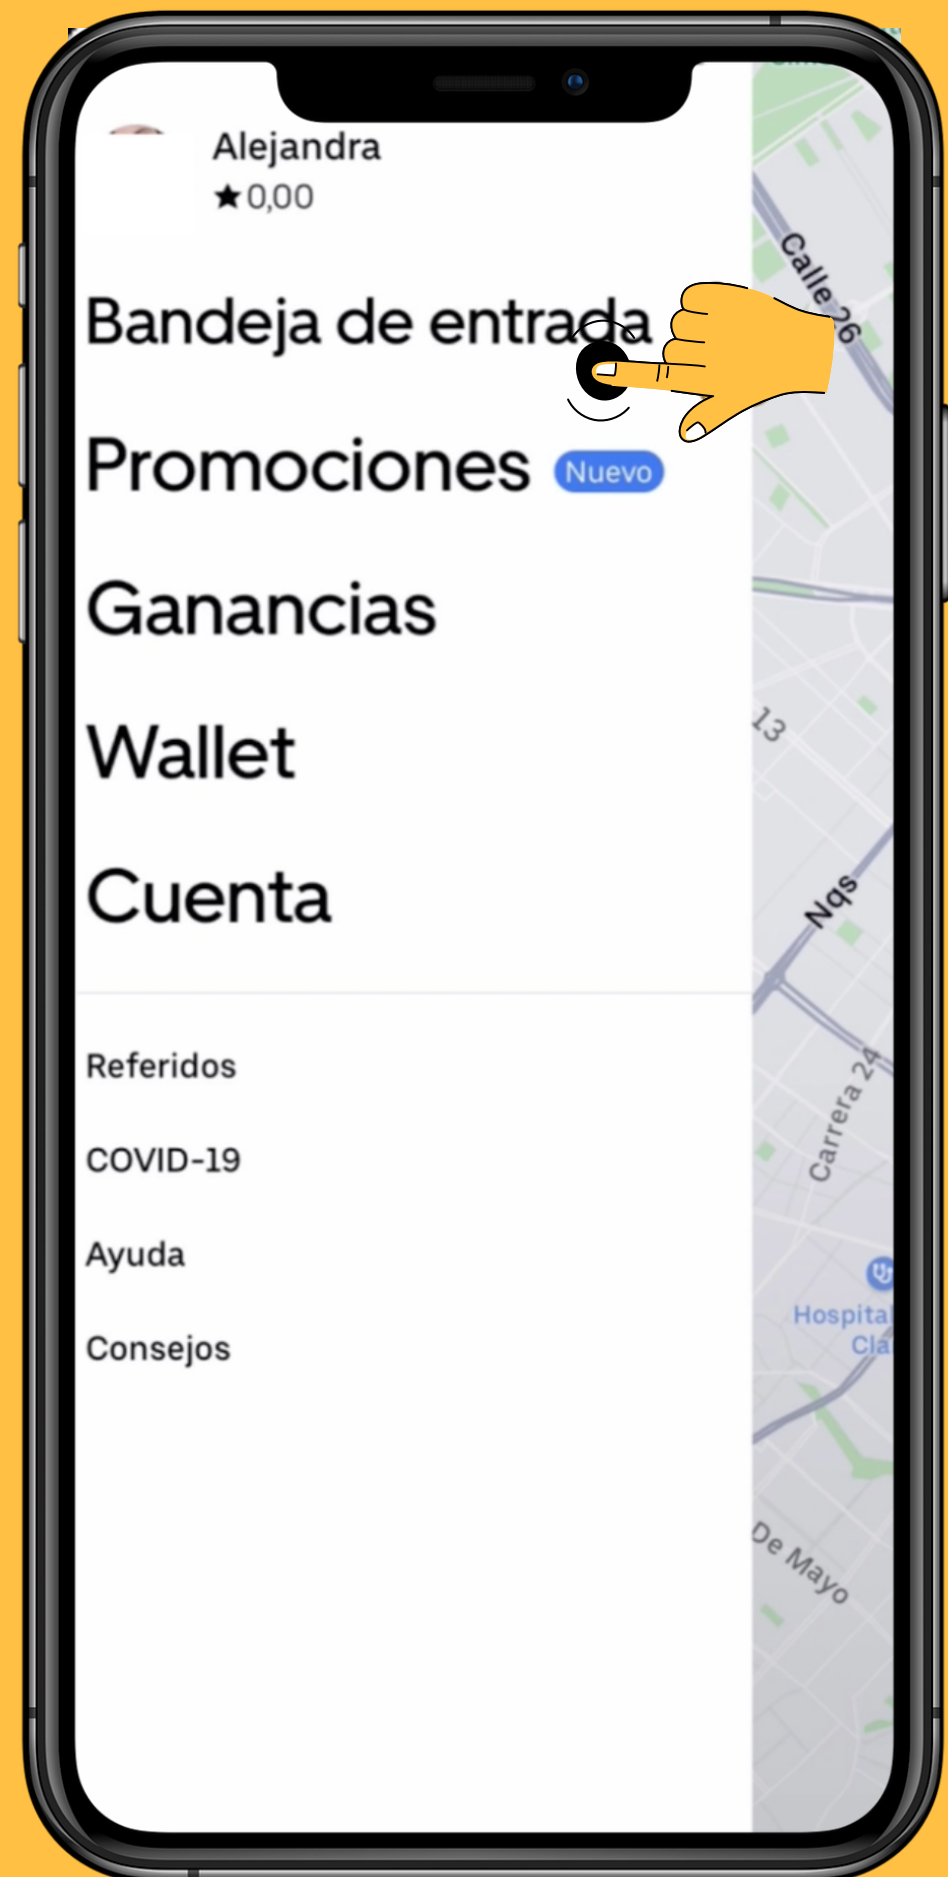 Alejandra
★0,00
Bandeja de entrada
Promociones Nuevo
Ganancias
Wallet
Cuenta
Referidos
COVID-19
Ayuda
Consejos
Calle 26
13
Nqs
Carrera 24
Hospital
De Mayo